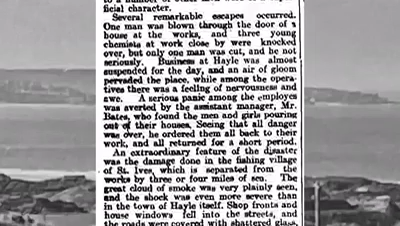 to a number of other men were of a super-
ficial character.
Several remarkable escapes occurred.
One man was blown through the door of a
house at the works, and three young
chemists at work close by were knocked
over, but only one man was cut, and he not
seriously. Business at Hayle was almost
suspended for the day, and an air of gloom
pervaded the place, while among the opera-
tives there was a feeling of nervousness and
awe. A serious panic among the employes
was averted by the assistant manager, Mr.
Bates, who found the men and girls pouring
out of their houses. Seeing that all danger
was over, he ordered them all back to their
work, and all returned for a short period.
An extraordinary feature of the disaster
was the damage done in the fishing village
of St. Ives, which is separated from the
works by three or four miles of sea. The
great cloud of smoke was very plainly seen,
and the shock was even more severe than
in the town of Hayle itself. Shop fronts and
house windows fell into the streets, and
the roads were covered with shattered glass,